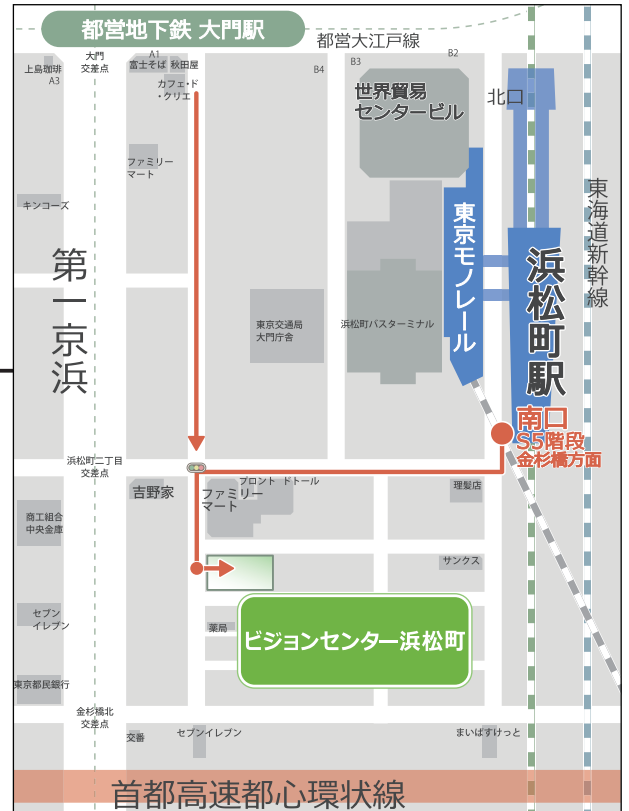 都営地下鉄 大門駅
都営大江戸線
大門
交差点
上島珈琲
A3
A1
富士そば
秋田屋
カフェ・ド
・クリエ
B4
B3
B2
世界貿易
センタービル
北口
ファミリー
マート
キンコーズ
東海道新幹線
東京モノレール
浜松町駅
第一京浜
東京交通局
大門庁舎
浜松町バスターミナル
南口
S5階段
金杉橋方面
浜松町二丁目
交差点
吉野家
ファミリー
マート
プロント
ドトール
理髪店
商工組合
中央金庫
サンクス
セブン
イレブン
薬局
ビジョンセンター浜松町
東京都民銀行
金杉橋北
交差点
交番
セブンイレブン
まいばすけっと
首都高速都心環状線